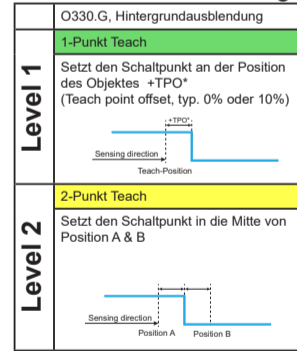 O330.G, Hintergrundausblendung
Level 1
1-Punkt Teach
Setzt den Schaltpunkt an der Position
des Objektes +TPO*
(Teach point offset, typ. 0% oder 10%)
+TPO*
Sensing direction
Teach-Position
Level 2
2-Punkt Teach
Setzt den Schaltpunkt in die Mitte von
Position A & B
Sensing direction
Position A Position B